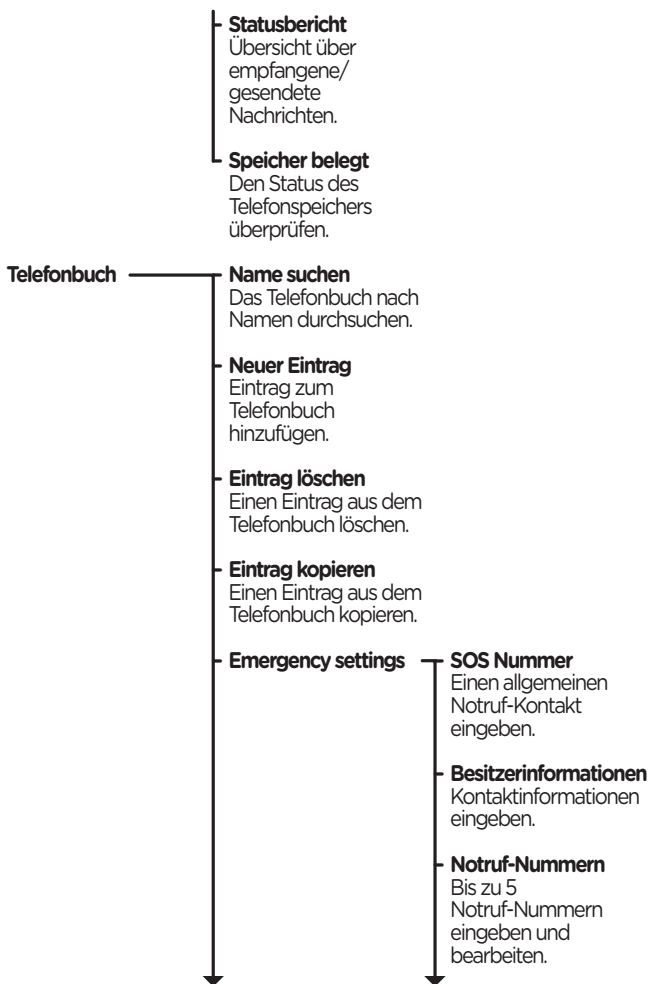 Statusbericht
Übersicht über
empfangene/
gesendete
Nachrichten.
Speicher belegt
Den Status des
Telefonspeichers
überprüfen.
Telefonbuch
Name suchen
Das Telefonbuch nach
Namen durchsuchen.
Neuer Eintrag
Eintrag zum
Telefonbuch
hinzufügen.
Eintrag löschen
Einen Eintrag aus dem
Telefonbuch löschen.
Eintrag kopieren
Einen Eintrag aus dem
Telefonbuch kopieren.
Emergency settings
SOS Nummer
Einen allgemeinen
Notruf-Kontakt
eingeben.
Besitzerinformationen
Kontaktinformationen
eingeben.
Notruf-Nummern
Bis zu 5
Notruf-Nummern
eingeben und
bearbeiten.